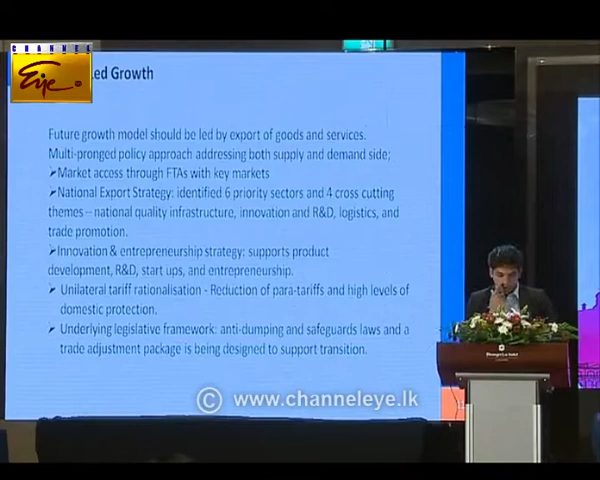 CHANNEL
Eye
Led Growth
Future growth model should be led by export of goods and services.
Multi-pronged policy approach addressing both supply and demand side;
➢Market access through FTAs with key markets
➢National Export Strategy: identified 6 priority sectors and 4 cross cutting
themes – national quality infrastructure, innovation and R&D, logistics, and
trade promotion.
➢Innovation & entrepreneurship strategy: supports product
development, R&D, start ups, and entrepreneurship.
➢ Unilateral tariff rationalisation - Reduction of para-tariffs and high levels of
domestic protection.
➢ Underlying legislative framework: anti-dumping and safeguards laws and a
trade adjustment package is being designed to support transition.
© www.channeleye.lk